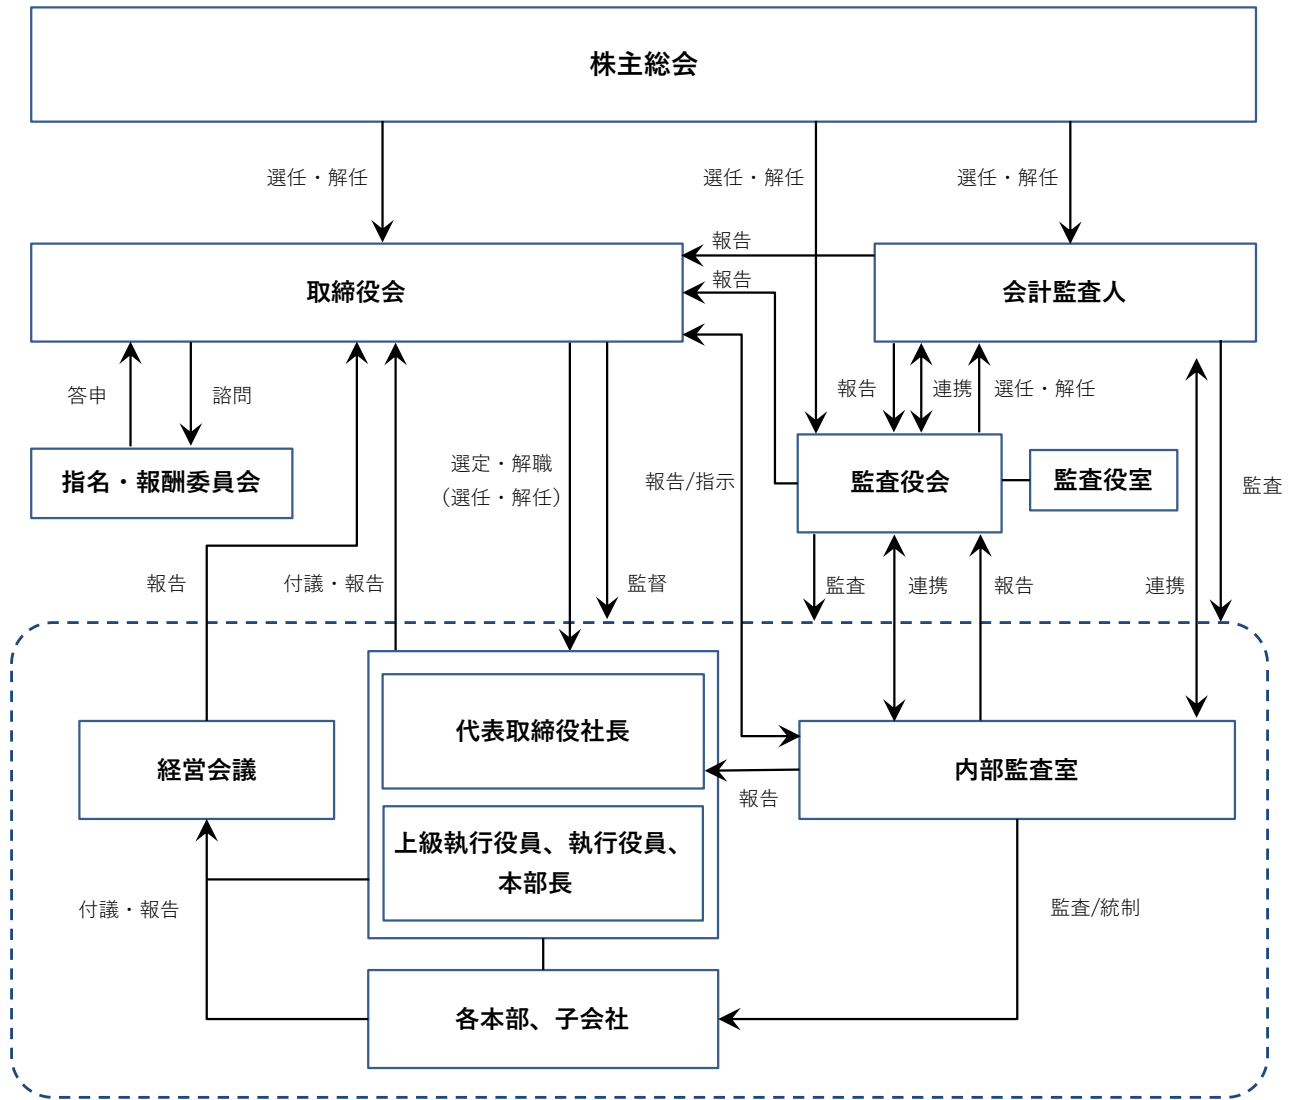 株主総会
選任・解任
選任・解任
選任・解任
報告
取締役会
報告
会計監査人
答申
諮問
報告
連携
選任・解任
指名・報酬委員会
選定・解職
（選任・解任）
報告/指示
監査役会
監査役室
監査
報告
付議・報告
監督
監査
連携
報告
連携
代表取締役社長
経営会議
内部監査室
報告
上級執行役員、執行役員、
本部長
付議・報告
監査/統制
各本部、子会社